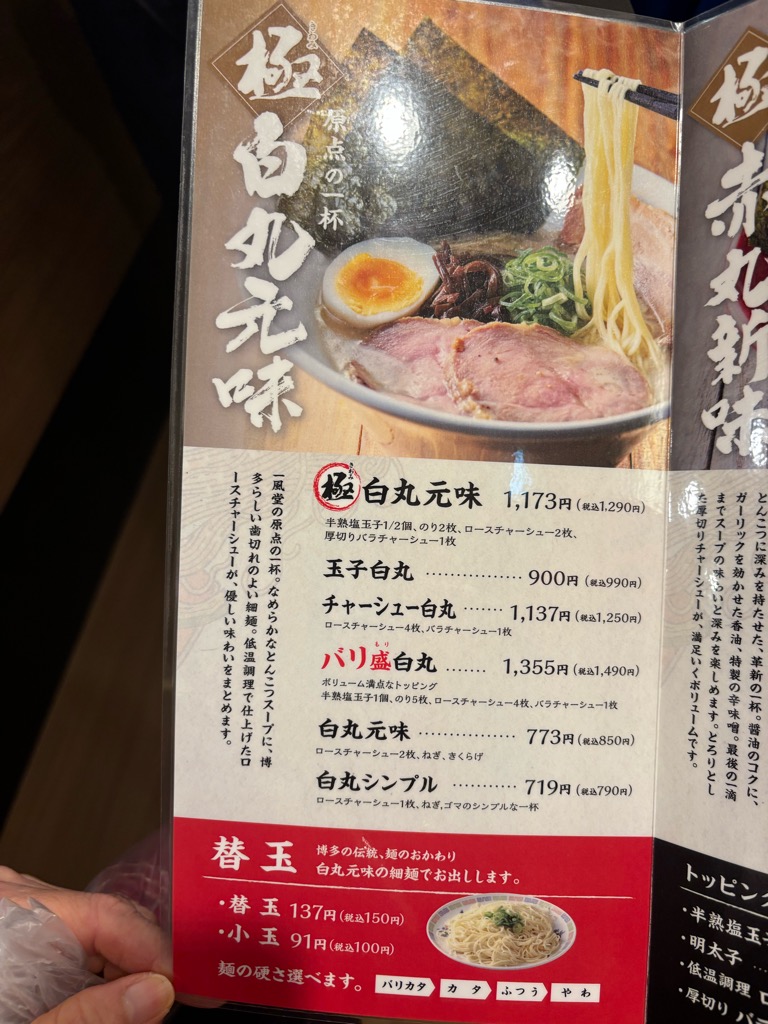 極
きわみ
白丸元味
原点の一杯
一風堂の原点の一杯。なめらかなとんこつスープに、博
多らしい歯切れのよい細麺。低温調理で仕上げたロ
ースチャーシューが、優しい味わいをまとめます。
極 きわみ 白丸元味 1,173円(税込1,290円)
半熟塩玉子1/2個、のり2枚、ロースチャーシュー2枚、
厚切りバラチャーシュー1枚
玉子白丸 ……………… 900円(税込990円)
チャーシュー白丸 ……… 1,137円(税込1,250円)
ロースチャーシュー4枚、バラチャーシュー1枚
バリ盛白丸 ……… 1,355円(税込1,490円)
もり
ボリューム満点なトッピング
半熟塩玉子1個、のり5枚、ロースチャーシュー4枚、バラチャーシュー1枚
白丸元味 ……………… 773円(税込850円)
ロースチャーシュー2枚、ねぎ、きくらげ
白丸シンプル ………… 719円(税込790円)
ロースチャーシュー1枚、ねぎ,ゴマのシンプルな一杯
替玉
博多の伝統、麺のおかわり
白丸元味の細麺でお出しします。
・替玉 137円(税込150円)
・小玉 91円(税込100円)
麺の硬さ選べます。
バリカタ カタ ふつう やわ
極
赤丸新味
とんこつに深みを持たせた、革新の一杯。醤油のコクに、
ガーリックを効かせた香油、特製の辛味噌。最後の一滴
までスープの味わいと深みを楽しめます。とろりとし
た厚切りチャーシューが、満足いくボリュームです。
トッピング
・半熟塩玉子
・明太子 …
・低温調理 ロ
・厚切り バ